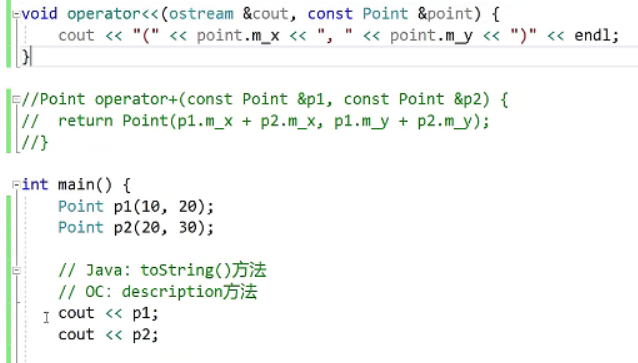 void operator<<(ostream &cout, const Point &point) {
    cout << "(" << point.m_x << ", " << point.m_y << ")" << endl;
}
//Point operator+(const Point &p1, const Point &p2) {
//  return Point(p1.m_x + p2.m_x, p1.m_y + p2.m_y);
//}
int main() {
    Point p1(10, 20);
    Point p2(20, 30);
    // Java: toString()方法
    // OC: description方法
    cout << p1;
    cout << p2;